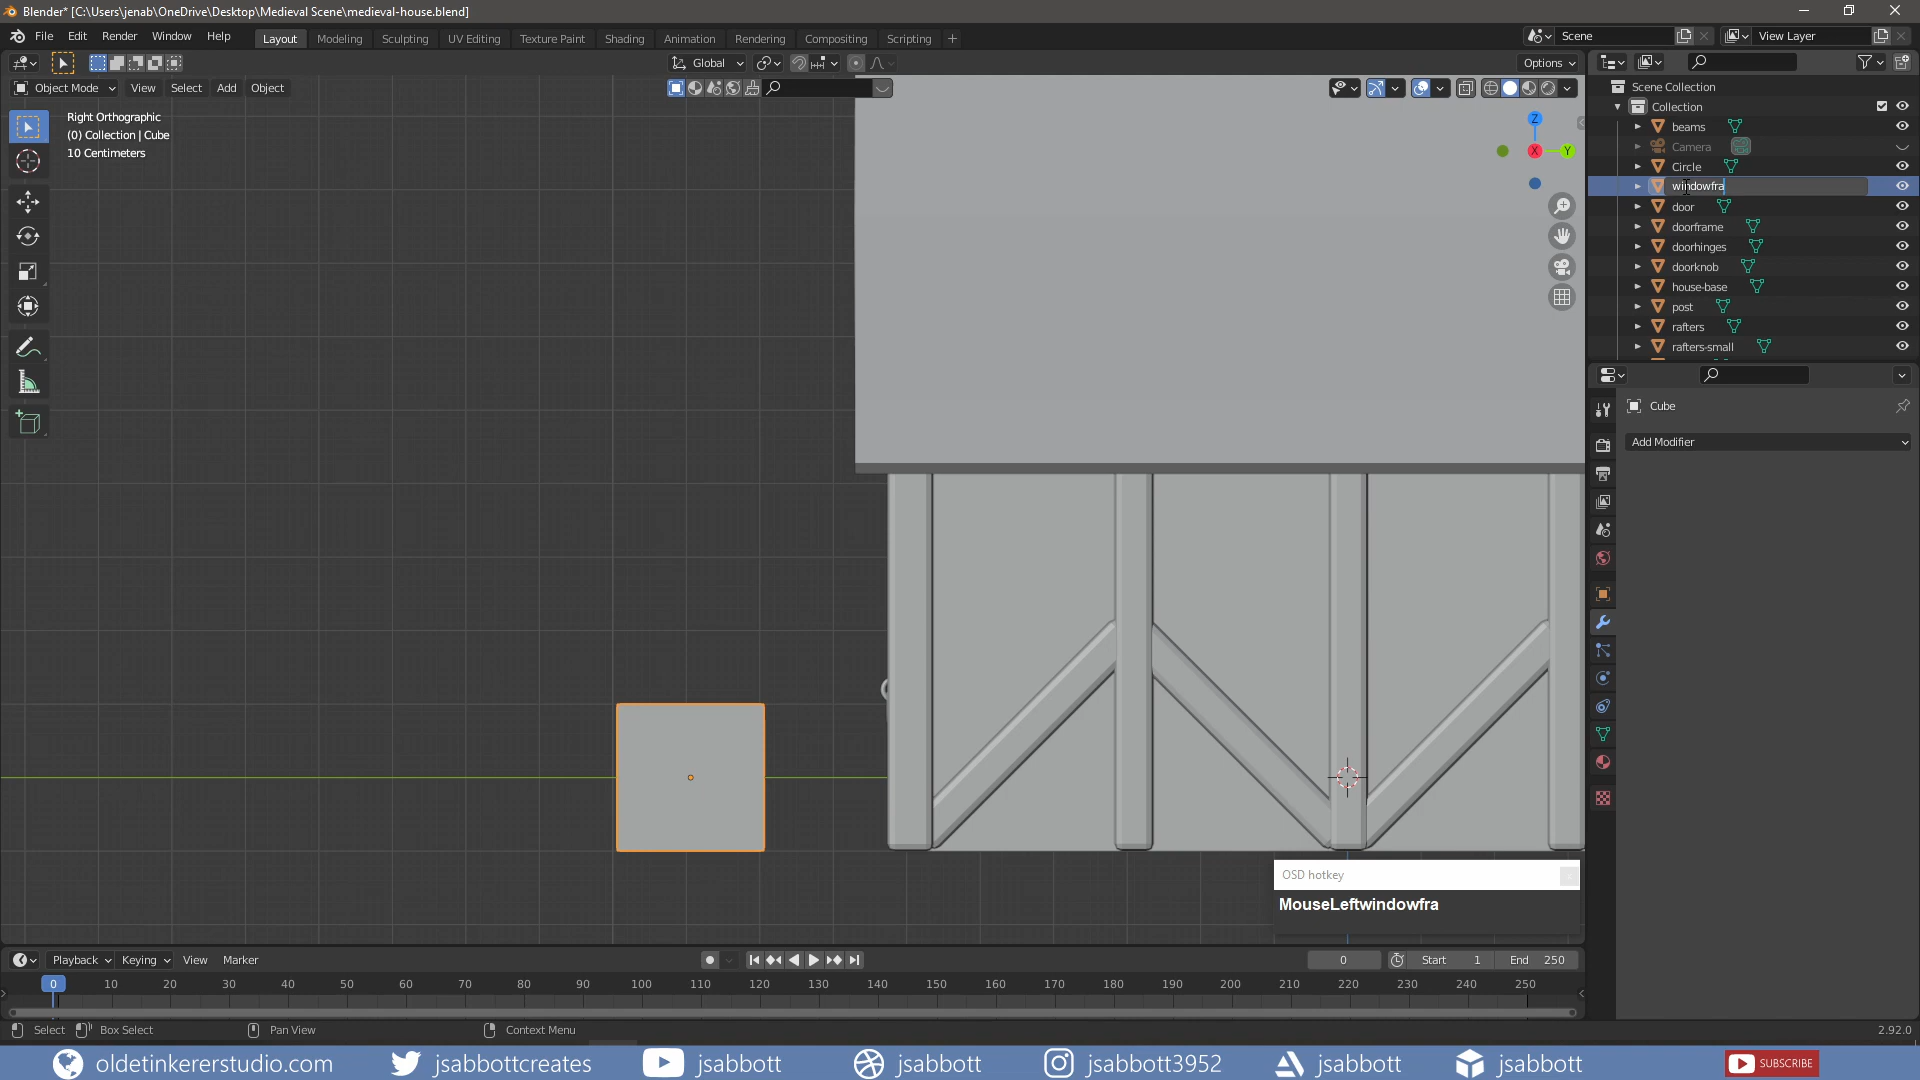 Blender* [C:\Users\jenab\OneDrive\Desktop\Medieval Scene\medieval-house.blend]
File Edit Render Window Help Layout Modeling Sculpting UV Editing Texture Paint Shading Animation Rendering Compositing Scripting Scene View Layer
Global Options
Object Mode View Select Add Object
Right Orthographic
(0) Collection | Cube
10 Centimeters
Z
X
Y
Scene Collection
Collection
beams
Camera
Circle
windowfra
door
doorframe
doorhinges
doorknob
house-base
post
rafters
rafters-small
Cube
Add Modifier
OSD hotkey
MouseLeftwindowfra
Playback Keying View Marker 0 Start 1 End 250
0 10 20 30 40 50 60 70 80 90 100 110 120 130 140 150 160 170 180 190 200 210 220 230 240 250
Select Box Select Pan View Context Menu 2.92.0
oldetinkererstudio.com jsabbottcreates jsabbott jsabbott jsabbott3952 jsabbott jsabbott SUBSCRIBE